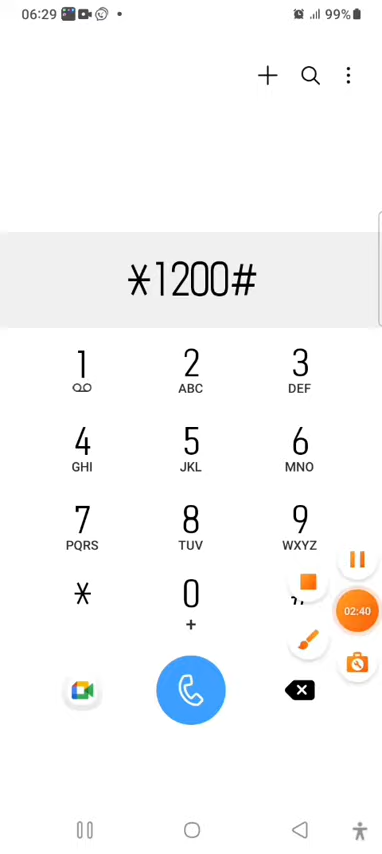 06:29 99%
*1200#
1 2 3
ABC DEF
4 5 6
GHI JKL MNO
7 8 9
PQRS TUV WXYZ
* 0
+
02:40